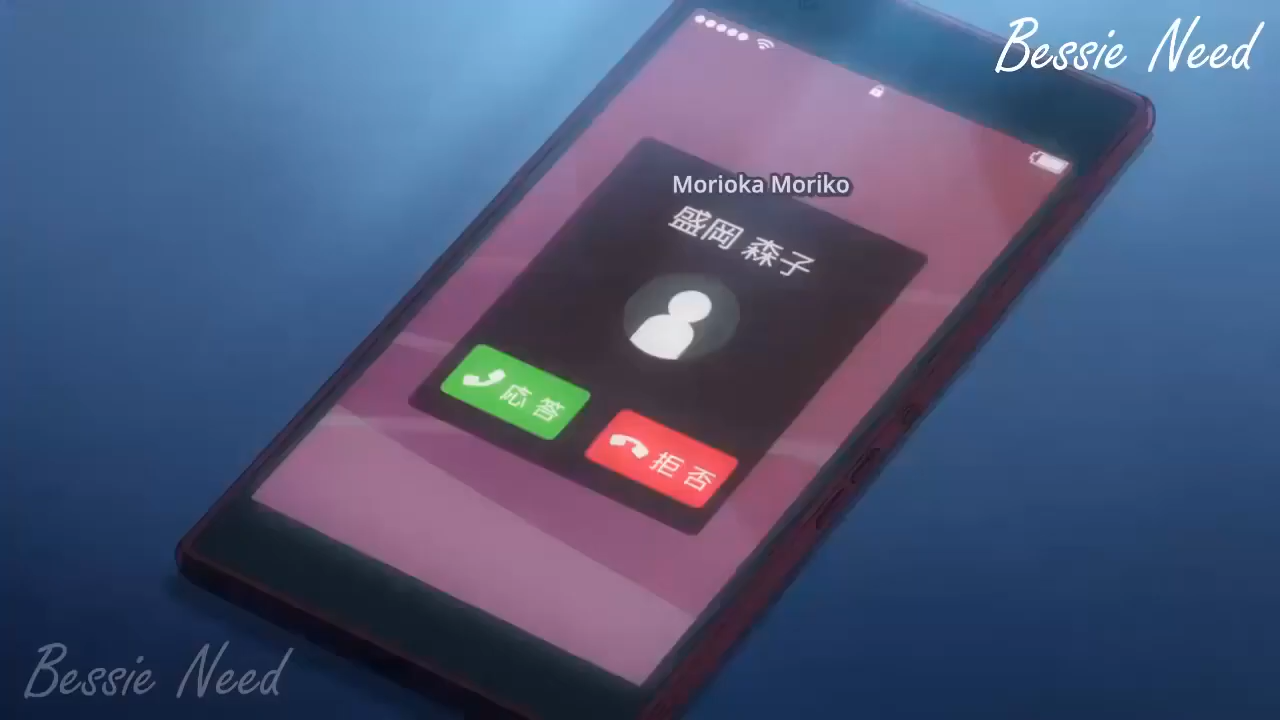 Bessie Need
Morioka Moriko
盛岡 森子
応答
拒否
Bessie Need